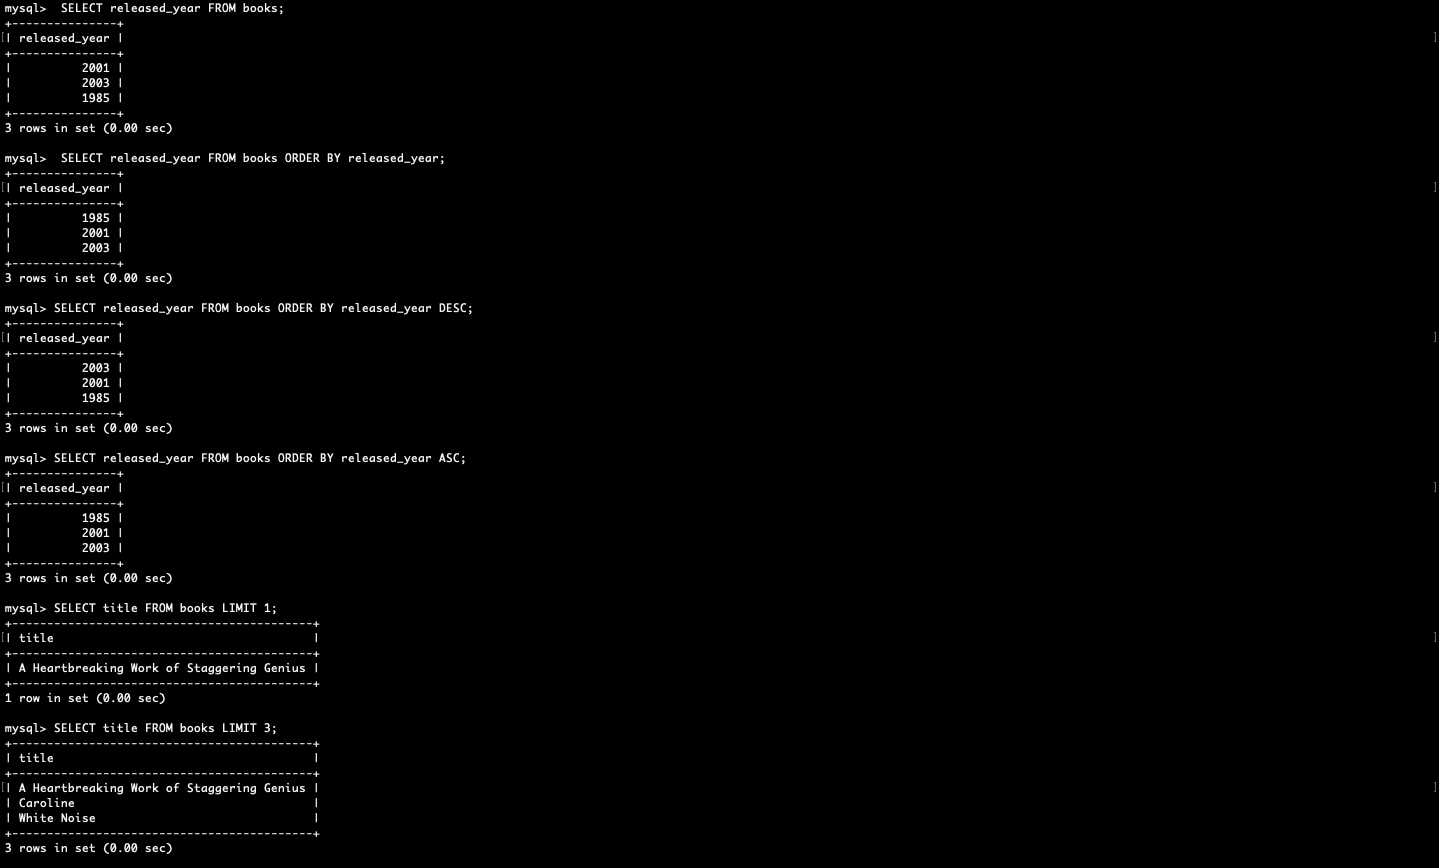 mysql>  SELECT released_year FROM books;
+---------------+
[| released_year | ]
+---------------+
|          2001 |
|          2003 |
|          1985 |
+---------------+
3 rows in set (0.00 sec)
mysql>  SELECT released_year FROM books ORDER BY released_year;
+---------------+
[| released_year | ]
+---------------+
|          1985 |
|          2001 |
|          2003 |
+---------------+
3 rows in set (0.00 sec)
mysql> SELECT released_year FROM books ORDER BY released_year DESC;
+---------------+
[| released_year | ]
+---------------+
|          2003 |
|          2001 |
|          1985 |
+---------------+
3 rows in set (0.00 sec)
mysql> SELECT released_year FROM books ORDER BY released_year ASC;
+---------------+
[| released_year | ]
+---------------+
|          1985 |
|          2001 |
|          2003 |
+---------------+
3 rows in set (0.00 sec)
mysql> SELECT title FROM books LIMIT 1;
+-------------------------------------------+
[| title                                     | ]
+-------------------------------------------+
| A Heartbreaking Work of Staggering Genius |
+-------------------------------------------+
1 row in set (0.00 sec)
mysql> SELECT title FROM books LIMIT 3;
+-------------------------------------------+
| title                                     |
+-------------------------------------------+
[| A Heartbreaking Work of Staggering Genius | ]
| Caroline                                  |
| White Noise                               |
+-------------------------------------------+
3 rows in set (0.00 sec)